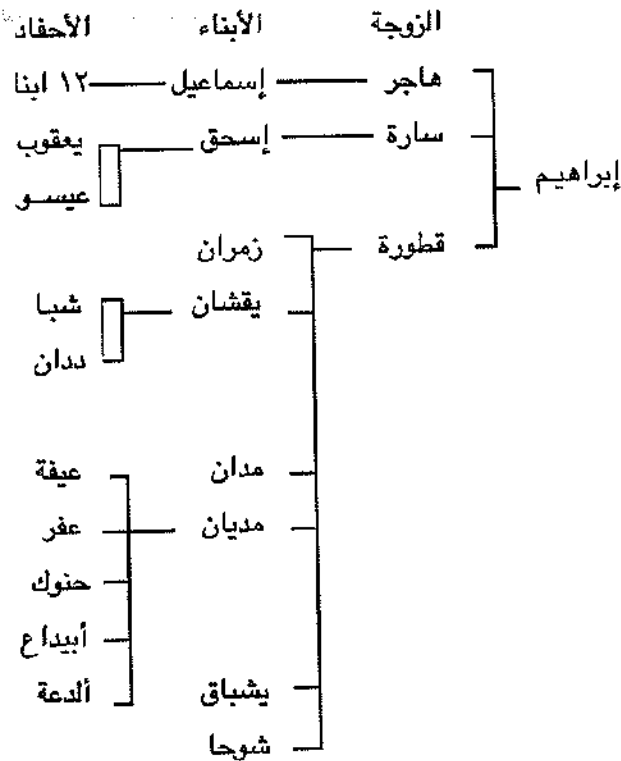 الزوجة الأبناء الأحفاد
هاجر إسماعيل ١٢ ابنا
سارة إسحق يعقوب
إبراهيم
عيسو
قطورة زمران
يقشان شبا
ددان
مدان عيفة
مديان عفر
حنوك
أبيداع
يشباق ألدعة
شوحا